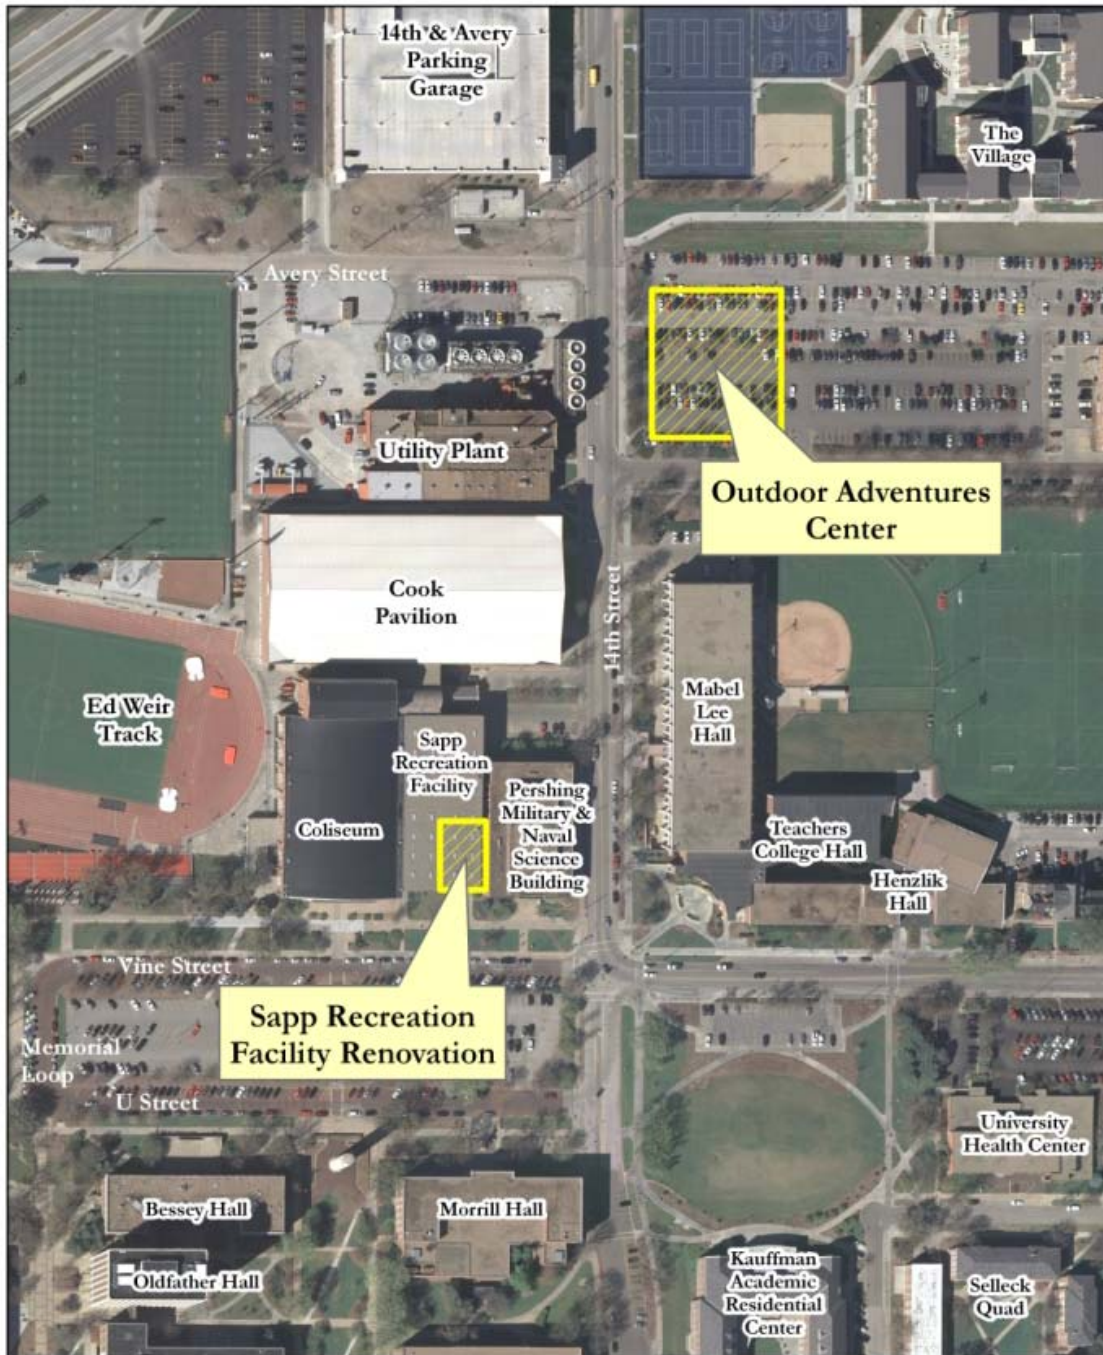 14th & Avery
Parking
Garage
The
Village
Avery Street
Utility Plant
Outdoor Adventures
Center
Cook
Pavilion
14th Street
Ed Weir
Track
Mabel
Lee
Hall
Sapp
Recreation
Facility
Coliseum
Pershing
Military &
Naval
Science
Building
Teachers
College Hall
Henzlik
Hall
Vine Street
Sapp Recreation
Facility Renovation
Memorial
Loop
U Street
University
Health Center
Bessey Hall
Morrill Hall
Oldfather Hall
Kauffman
Academic
Residential
Center
Selleck
Quad